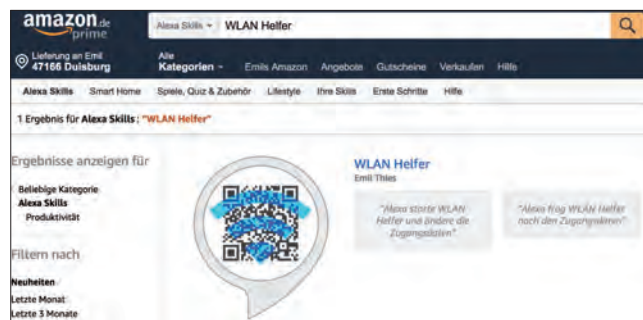 amazon.de
prime
Alexa Skills
WLAN Helfer
Lieferung an Emil
47166 Duisburg
Alle
Kategorien
Emils Amazon
Angebote
Gutscheine
Verkaufen
Hilfe
Alexa Skills
Smart Home
Spiele, Quiz & Zubehör
Lifestyle
Ihre Skills
Erste Schritte
Hilfe
1 Ergebnis für Alexa Skills: "WLAN Helfer"
Ergebnisse anzeigen für
Beliebige Kategorie
Alexa Skills
Produktivität
Filtern nach
Neuheiten
Letzte Monat
Letzte 3 Monate
WLAN Helfer
Emil Thies
"Alexa starte WLAN
Helfer und ändere die
Zugangsdaten"
"Alexa frag WLAN Helfer
nach den Zugangsdaten"